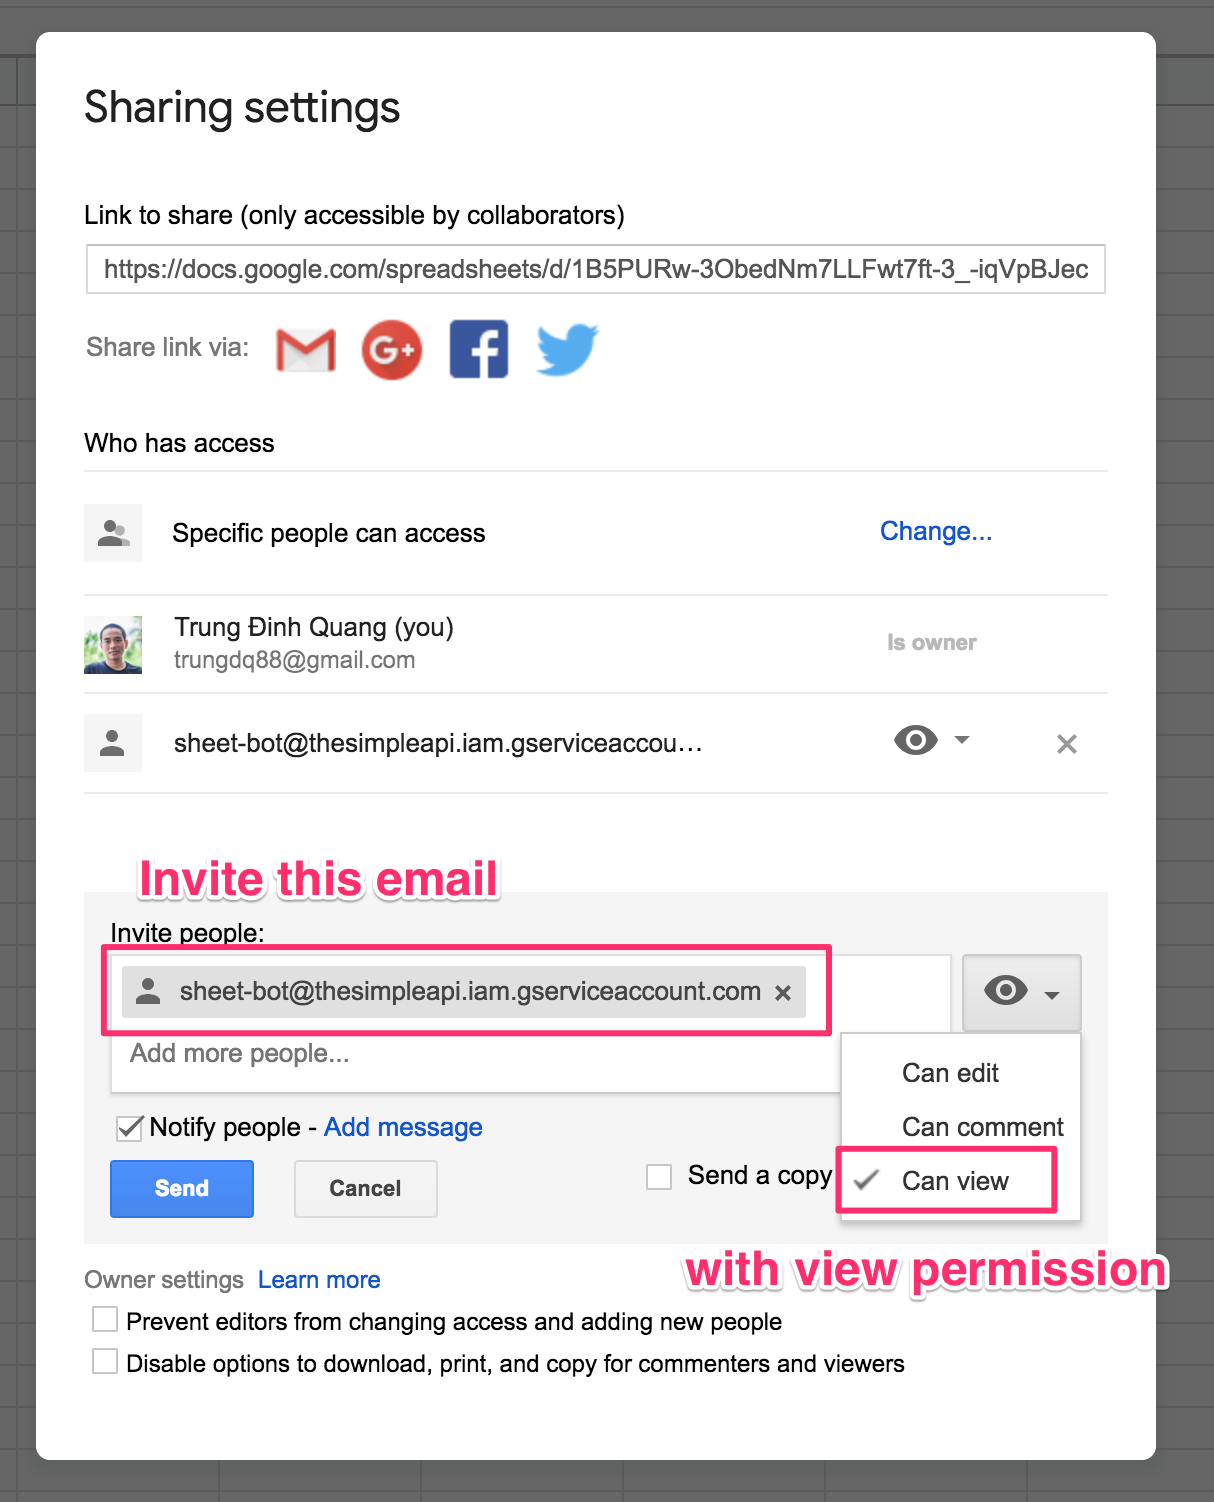 Sharing settings
Link to share (only accessible by collaborators)
https://docs.google.com/spreadsheets/d/1B5PURw-3ObedNm7LLFwt7ft-3_-iqVpBJec
Share link via:
G+
Who has access
Specific people can access
Change...
Trung Đinh Quang (you)
trungdq88@gmail.com
Is owner
sheet-bot@thesimpleapi.iam.gserviceaccou...
Invite this email
Invite people:
sheet-bot@thesimpleapi.iam.gserviceaccount.com
Add more people...
Can edit
Can comment
Can view
Notify people - Add message
Send
Cancel
Send a copy
with view permission
Owner settings Learn more
Prevent editors from changing access and adding new people
Disable options to download, print, and copy for commenters and viewers